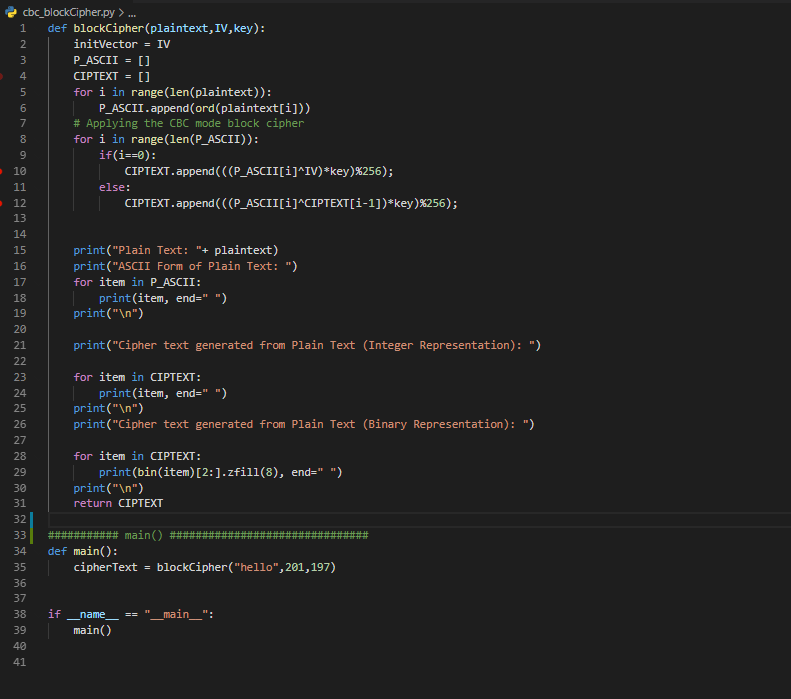 cbc_blockCipher.py > ...
1 def blockCipher(plaintext,IV,key):
2     initVector = IV
3     P_ASCII = []
4     CIPTEXT = []
5     for i in range(len(plaintext)):
6         P_ASCII.append(ord(plaintext[i]))
7     # Applying the CBC mode block cipher
8     for i in range(len(P_ASCII)):
9         if(i==0):
10             CIPTEXT.append(((P_ASCII[i]^IV)*key)%256);
11         else:
12             CIPTEXT.append(((P_ASCII[i]^CIPTEXT[i-1])*key)%256);
13
14
15     print("Plain Text: "+ plaintext)
16     print("ASCII Form of Plain Text: ")
17     for item in P_ASCII:
18         print(item, end=" ")
19     print("\n")
20
21     print("Cipher text generated from Plain Text (Integer Representation): ")
22
23     for item in CIPTEXT:
24         print(item, end=" ")
25     print("\n")
26     print("Cipher text generated from Plain Text (Binary Representation): ")
27
28     for item in CIPTEXT:
29         print(bin(item)[2:].zfill(8), end=" ")
30     print("\n")
31     return CIPTEXT
32
33 ########### main() ###############################
34 def main():
35     cipherText = blockCipher("hello",201,197)
36
37
38 if __name__ == "__main__":
39     main()
40
41